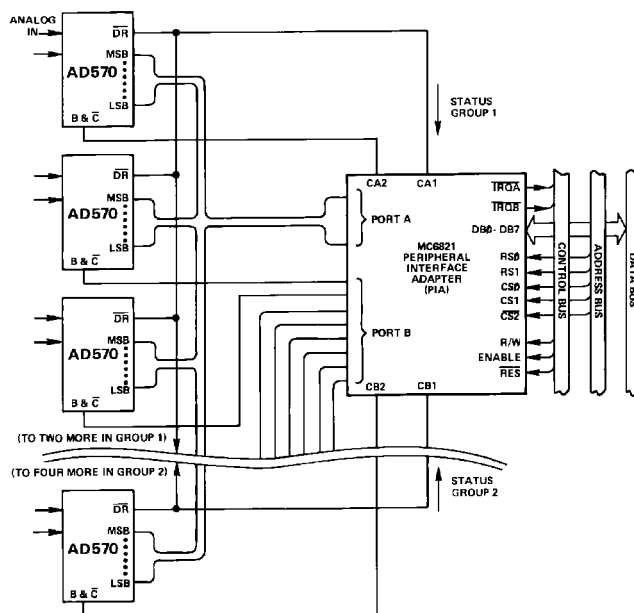 ANALOG
IN
DR
MSB
AD570
LSB
B & C
DR
MSB
AD570
LSB
B & C
DR
MSB
AD570
LSB
B & C
(TO TWO MORE IN GROUP 1)
(TO FOUR MORE IN GROUP 2)
DR
MSB
AD570
LSB
B & C
STATUS
GROUP 1
CA2 CA1
PORT A
MC6821
PERIPHERAL
INTERFACE
ADAPTER
(PIA)
PORT B
CB2 CB1
IRQA
IRQB
DBØ- DB7
RSØ
RS1
CSØ
CS1
CS2
R/W
ENABLE
RES
CONTROL BUS
ADDRESS BUS
DATA BUS
STATUS
GROUP 2